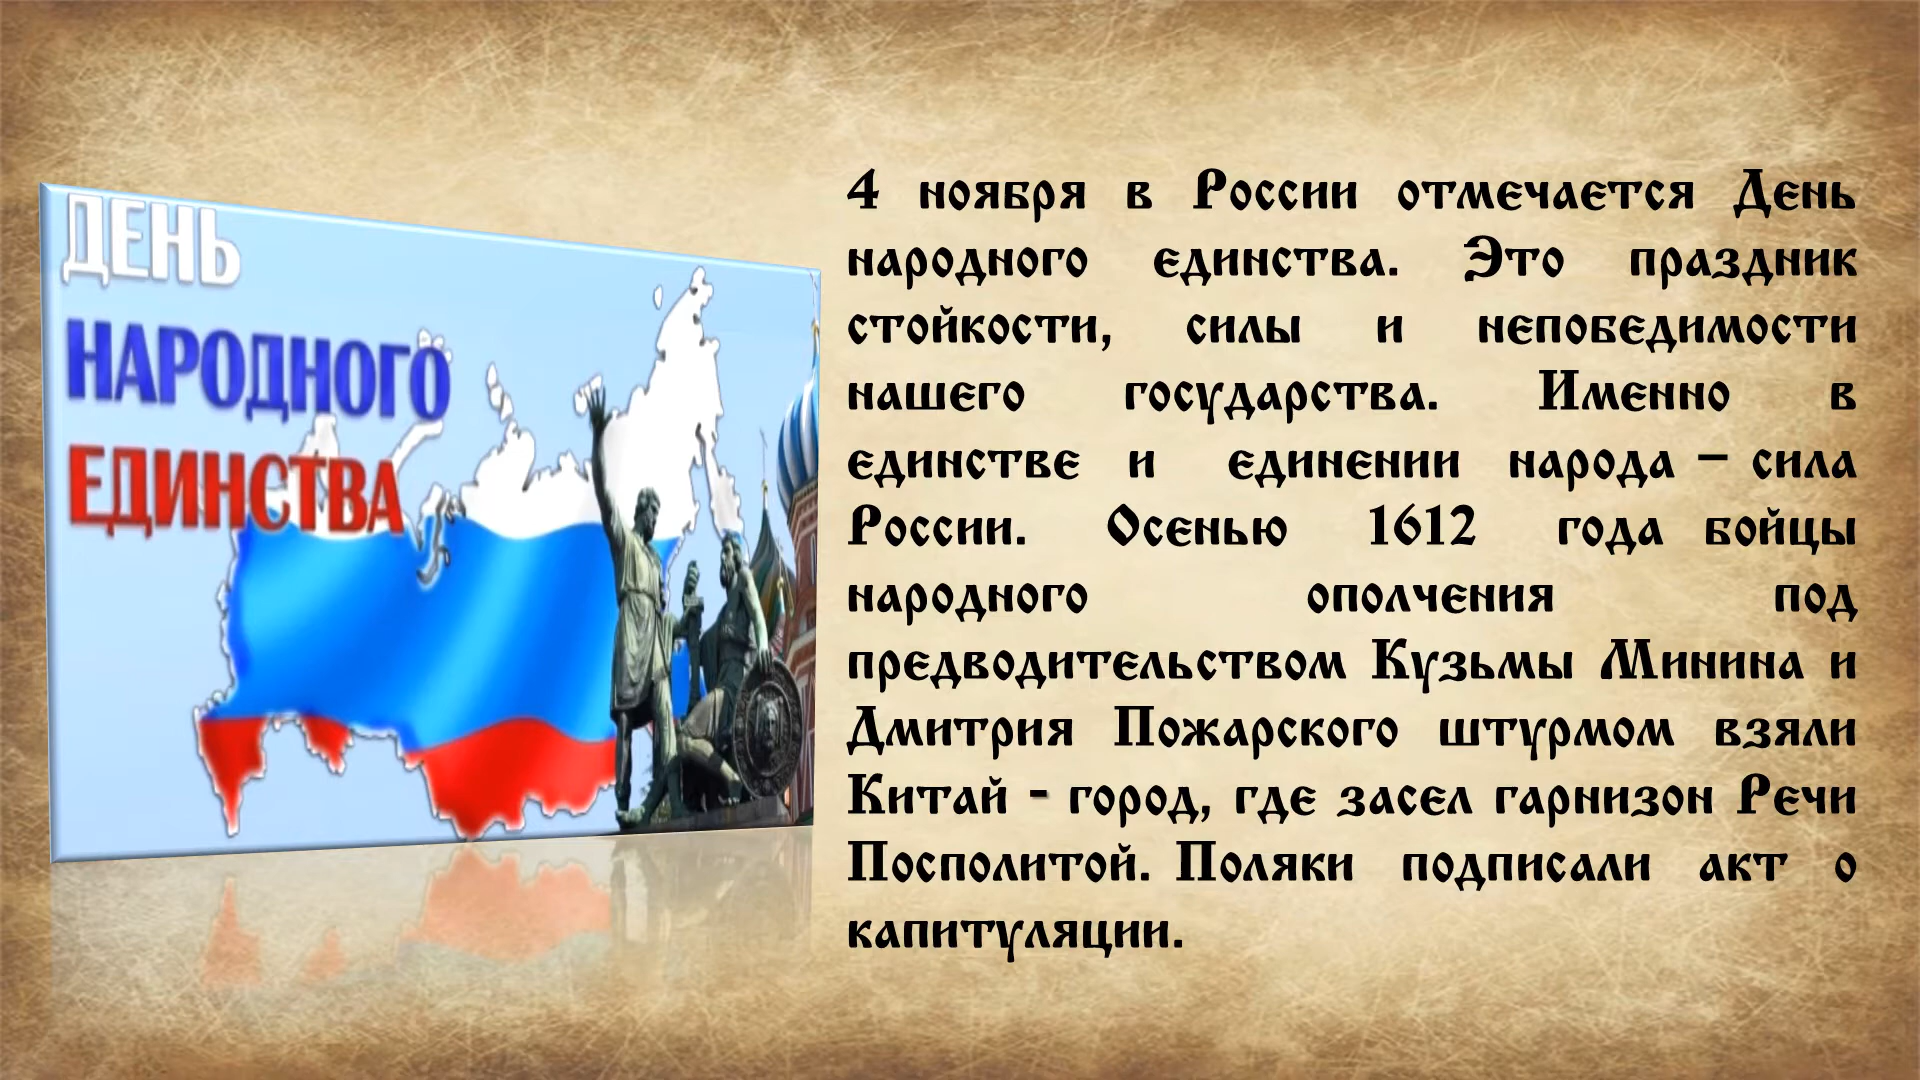 ДЕНЬ
НАРОДНОГО
ЕДИНСТВА
4 ноября в России отмечается День
народного единства. Это праздник
стойкости, силы и непобедимости
нашего государства. Именно в
единстве и единении народа – сила
России. Осенью 1612 года бойцы
народного ополчения под
предводительством Кузьмы Минина и
Дмитрия Пожарского штурмом взяли
Китай - город, где засел гарнизон Речи
Посполитой. Поляки подписали акт о
капитуляции.